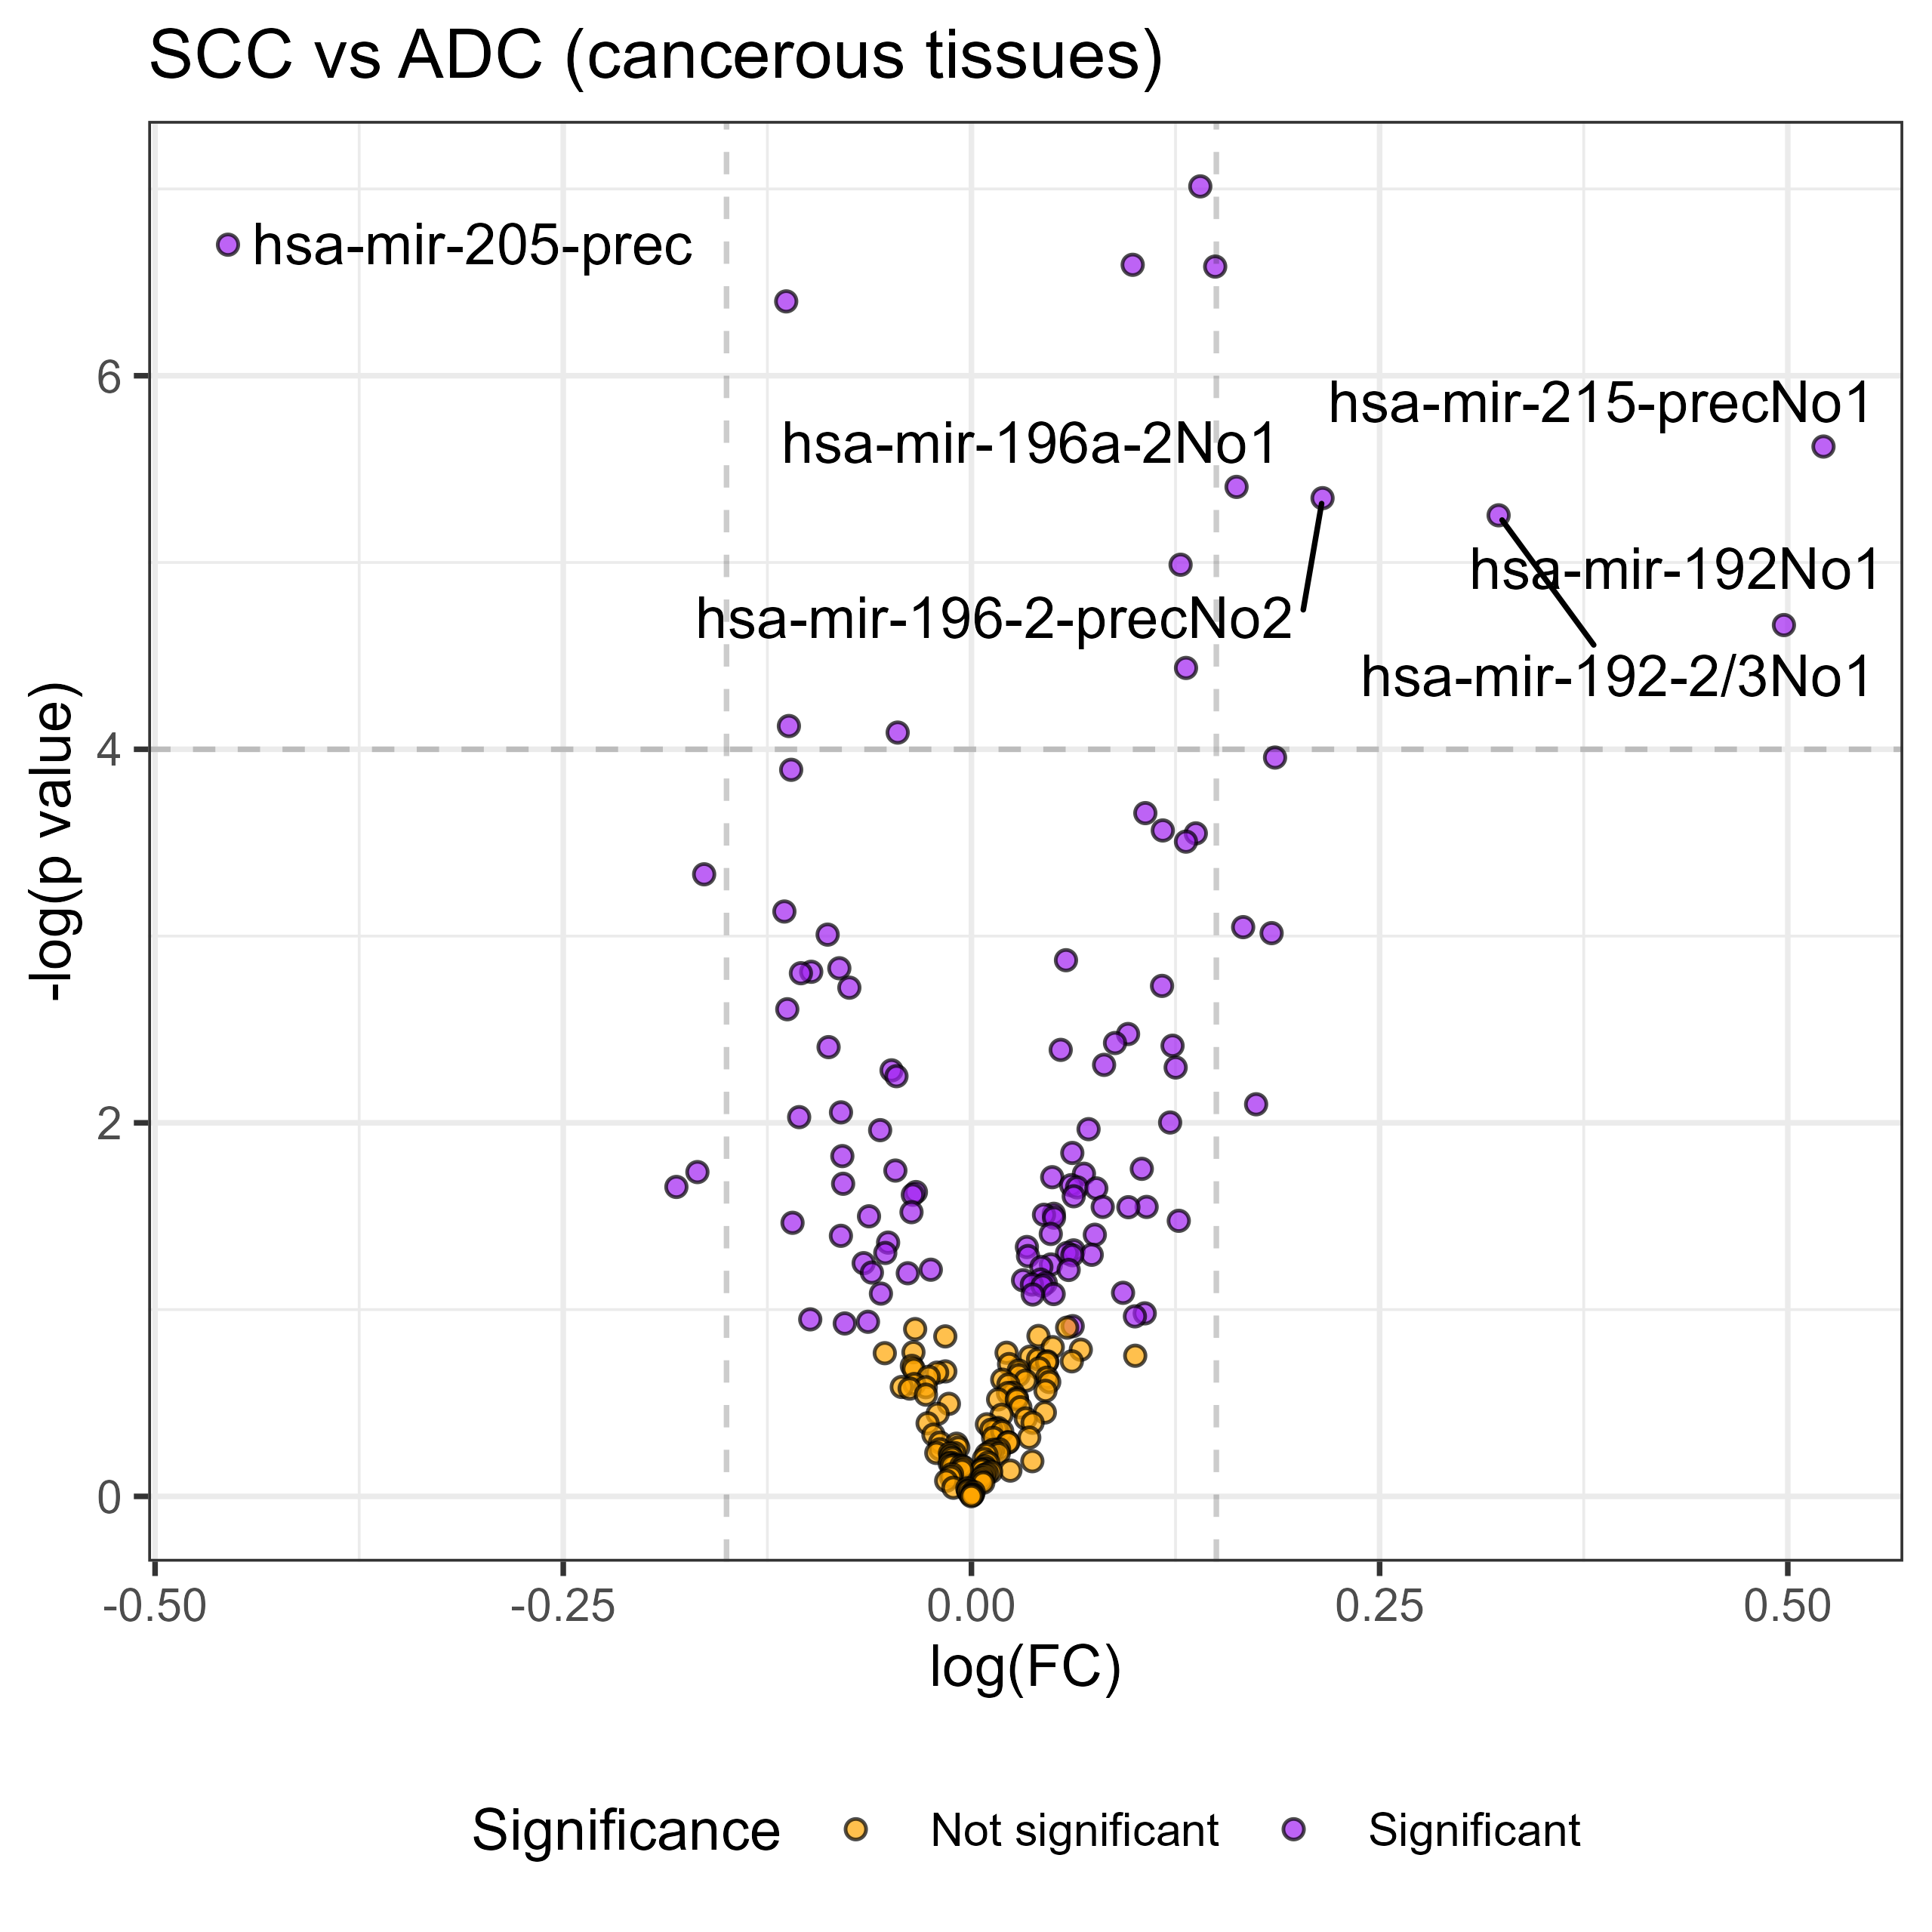 SCC vs ADC (cancerous tissues)
hsa-mir-205-prec
hsa-mir-215-precNo1
hsa-mir-196a-2No1
hsa-mir-192No1
hsa-mir-196-2-precNo2
hsa-mir-192-2/3No1
-log(p value)
6
4
2
0
-0.50 -0.25 0.00 0.25 0.50
log(FC)
Significance Not significant Significant